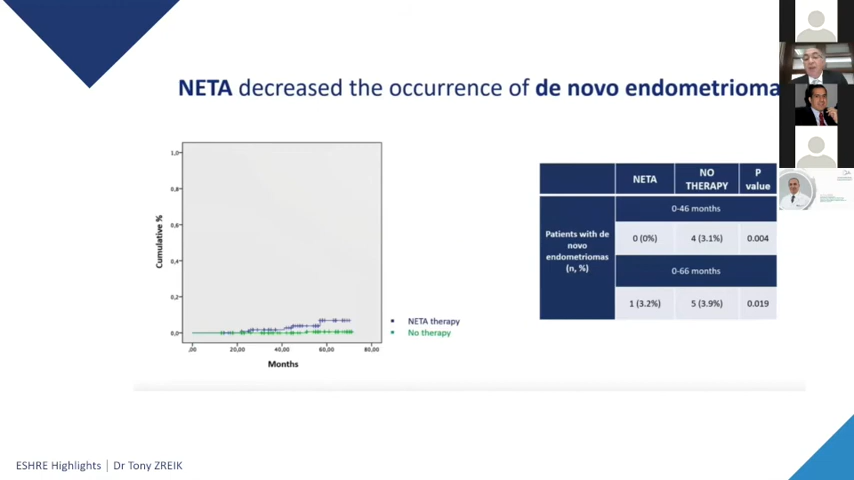 NETA decreased the occurrence of de novo endometrioma
1,0
0,8
0,6
0,4
0,2
0,0
Cumulative %
,00 20,00 40,00 60,00 80,00
Months
NETA therapy
No therapy
NETA NO THERAPY P value
0-46 months
Patients with de novo endometriomas (n, %)
0 (0%) 4 (3.1%) 0.004
0-66 months
1 (3.2%) 5 (3.9%) 0.019
ESHRE Highlights | Dr Tony ZREIK